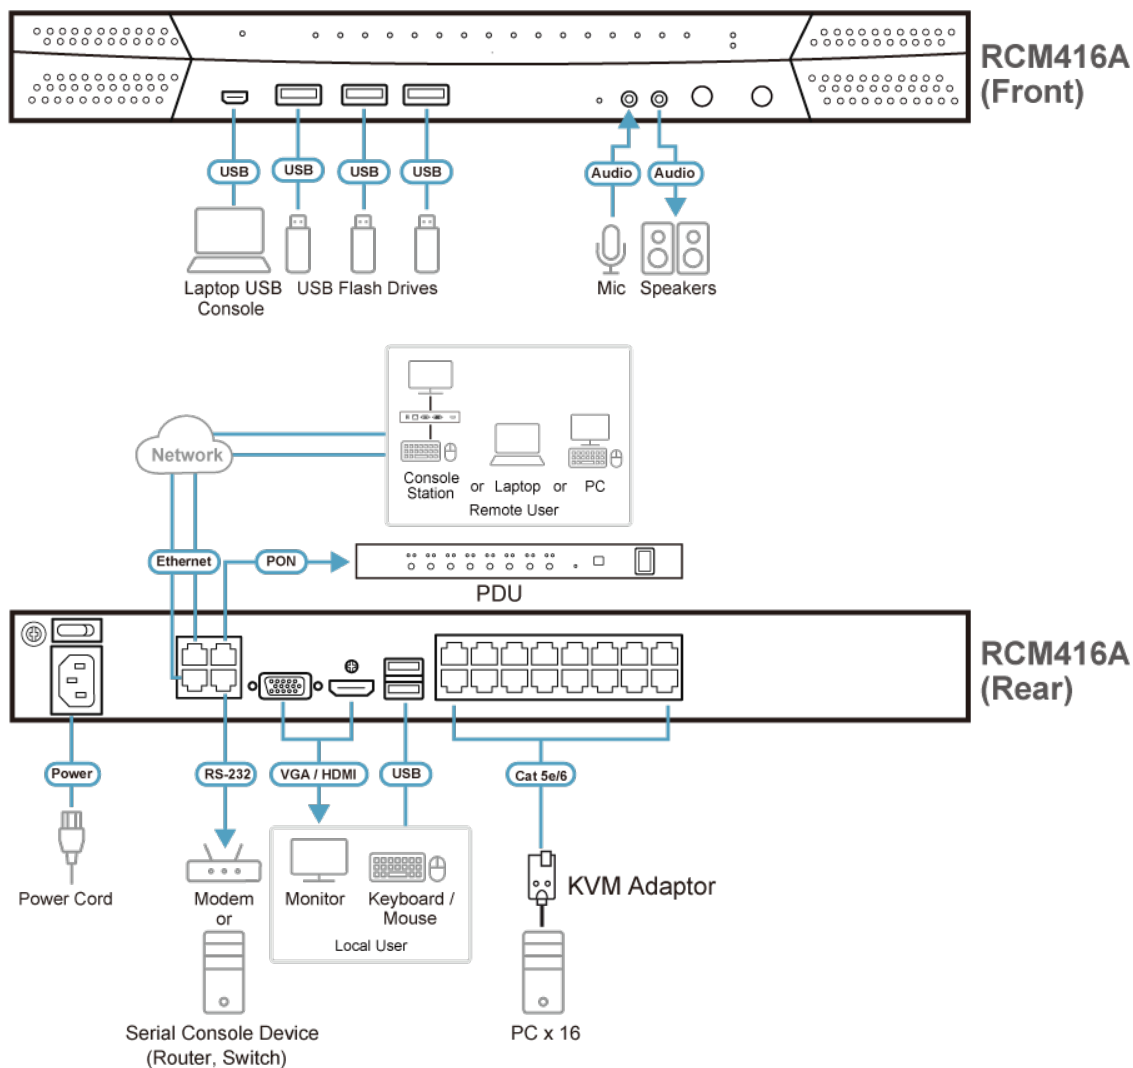 RCM416A
(Front)
USB
USB
USB
USB
Audio
Audio
Laptop USB
Console
USB Flash Drives
Mic
Speakers
Network
Console
Station
or
Laptop
or
PC
Remote User
Ethernet
PON
PDU
RCM416A
(Rear)
Power
RS-232
VGA / HDMI
USB
Cat 5e/6
Power Cord
Modem
or
Monitor
Keyboard /
Mouse
Local User
KVM Adaptor
Serial Console Device
(Router, Switch)
PC x 16